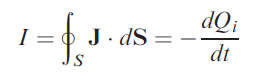 I = ∮_S J · dS = − dQ_i / dt